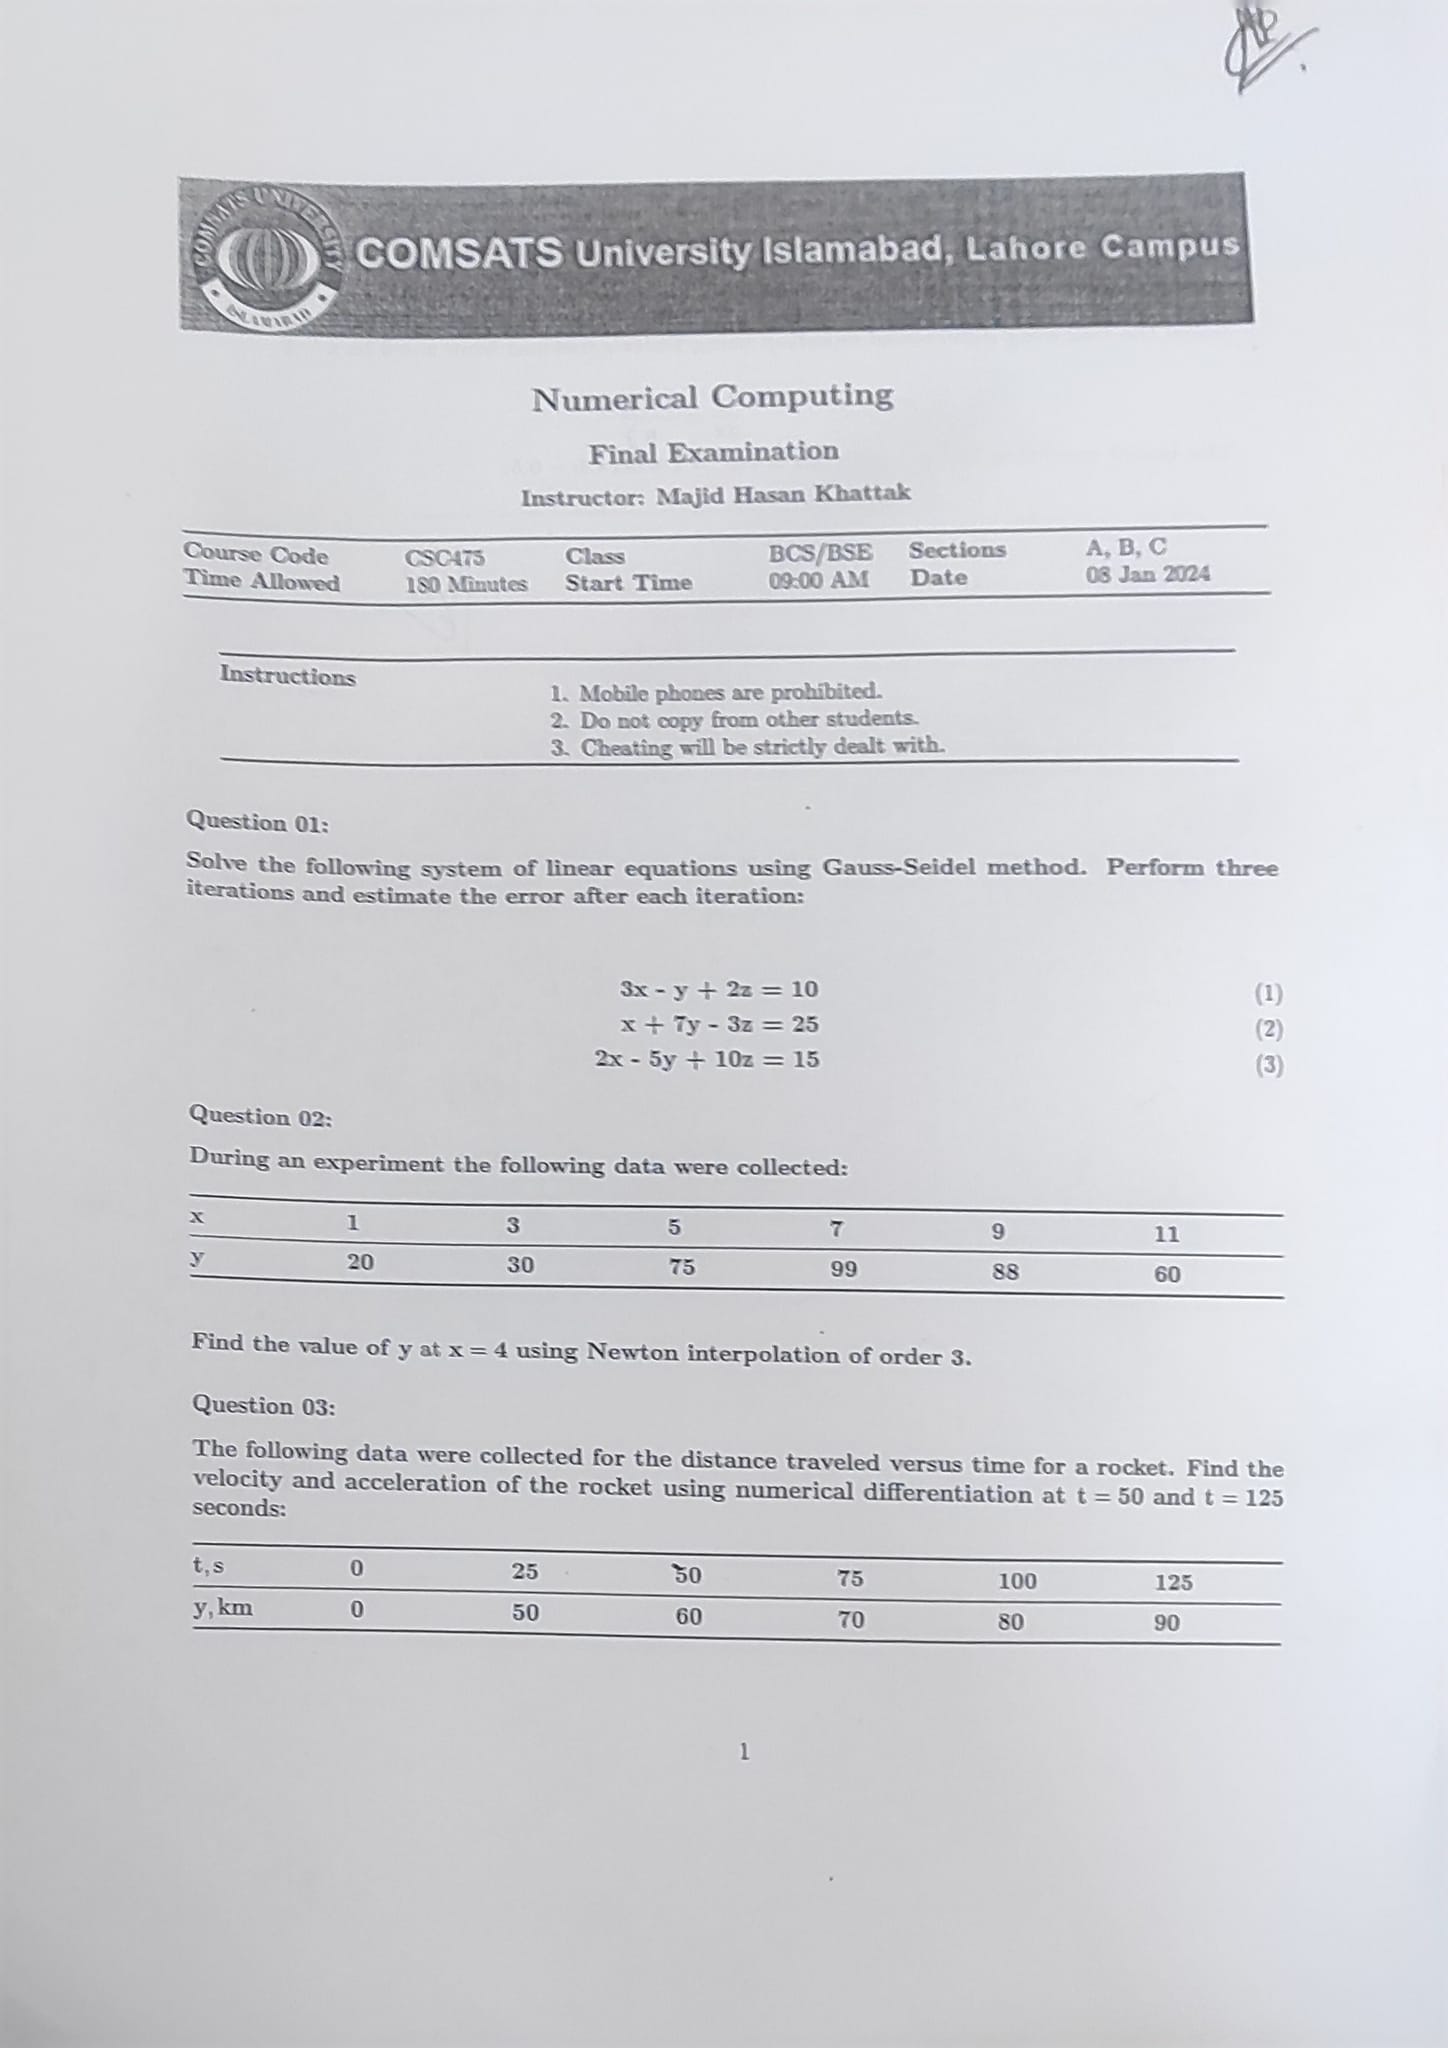 COMSATS UNIVERSITY
ISLAMABAD
COMSATS University Islamabad, Lahore Campus
Numerical Computing
Final Examination
Instructor: Majid Hasan Khattak
Course Code CSC475 Class BCS/BSE Sections A, B, C
Time Allowed 180 Minutes Start Time 09:00 AM Date 08 Jan 2024
Instructions
1. Mobile phones are prohibited.
2. Do not copy from other students.
3. Cheating will be strictly dealt with.
Question 01:
Solve the following system of linear equations using Gauss-Seidel method. Perform three
iterations and estimate the error after each iteration:
3x - y + 2z = 10 (1)
x + 7y - 3z = 25 (2)
2x - 5y + 10z = 15 (3)
Question 02:
During an experiment the following data were collected:
x 1 3 5 7 9 11
y 20 30 75 99 88 60
Find the value of y at x = 4 using Newton interpolation of order 3.
Question 03:
The following data were collected for the distance traveled versus time for a rocket. Find the
velocity and acceleration of the rocket using numerical differentiation at t = 50 and t = 125
seconds:
t, s 0 25 50 75 100 125
y, km 0 50 60 70 80 90
1